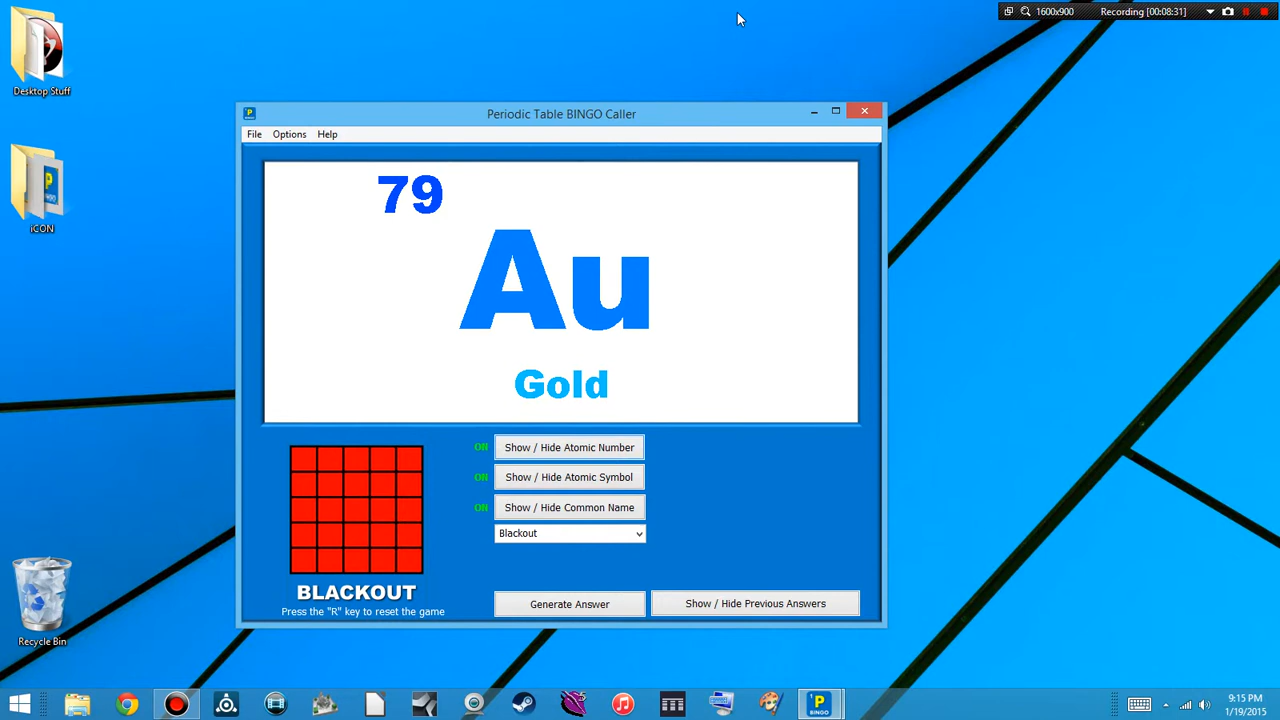 1600x900
Recording [00:08:31]
Desktop Stuff
iCON
Recycle Bin
Periodic Table BINGO Caller
File Options Help
79
Au
Gold
ON Show / Hide Atomic Number
ON Show / Hide Atomic Symbol
ON Show / Hide Common Name
Blackout
BLACKOUT
Press the "R" key to reset the game
Generate Answer
Show / Hide Previous Answers
P
BINGO
9:15 PM
1/19/2015